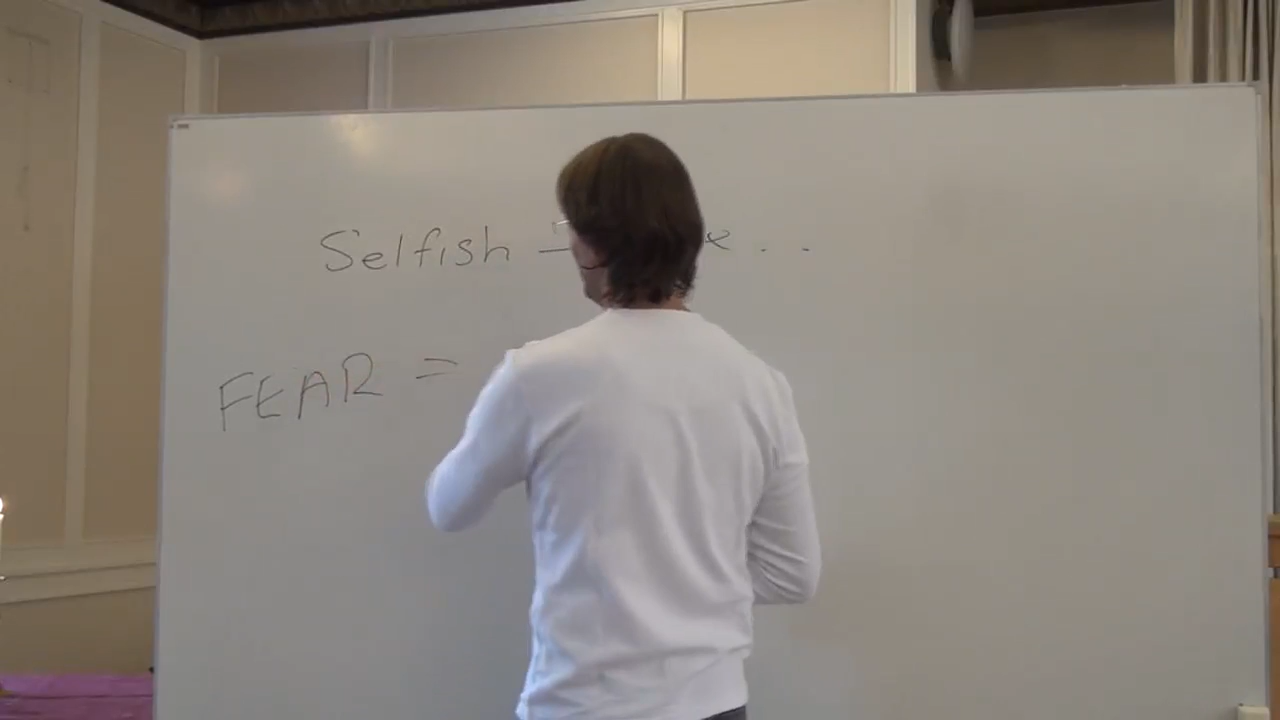 Selfish =
FEAR =